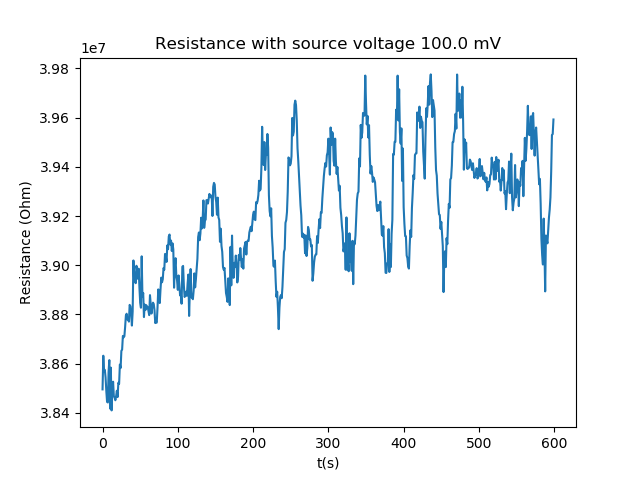 Resistance with source voltage 100.0 mV
1e7
3.98
3.96
3.94
3.92
3.90
3.88
3.86
3.84
Resistance (Ohm)
0 100 200 300 400 500 600
t(s)